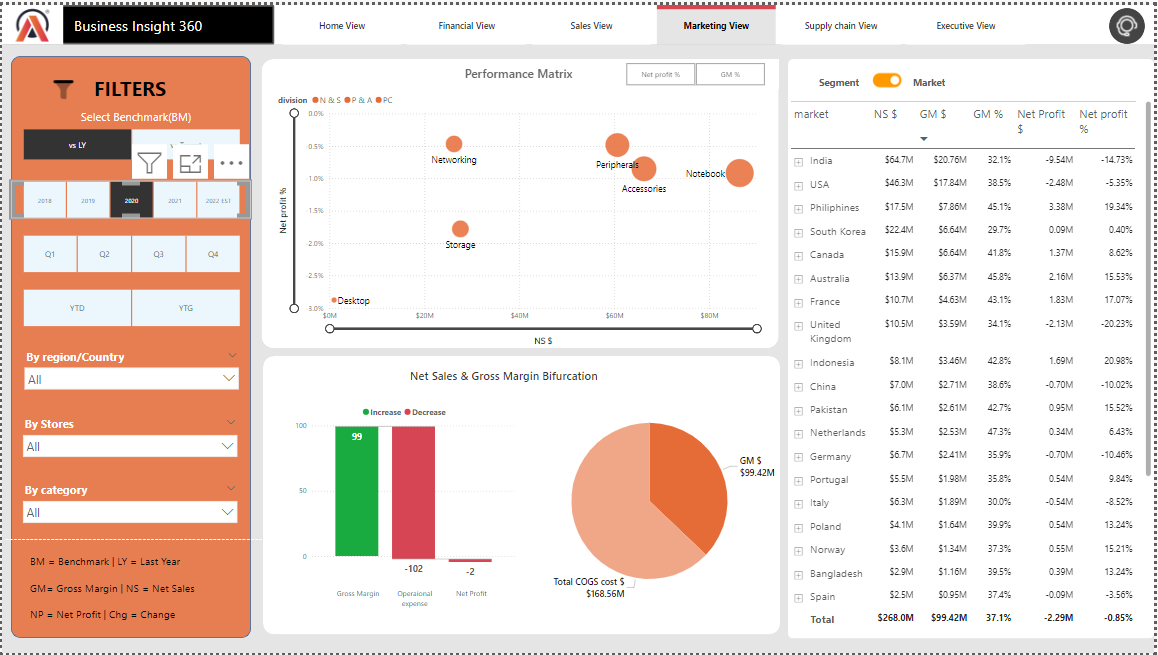 Business Insight 360
Home View
Financial View
Sales View
Marketing View
Supply chain View
Executive View
FILTERS
Select Benchmark(BM)
vs LY
2018
2019
2020
2021
2022 EST
Q1
Q2
Q3
Q4
YTD
YTG
By region/Country
All
By Stores
All
By category
All
BM = Benchmark | LY = Last Year
GM= Gross Margin | NS = Net Sales
NP = Net Profit | Chg = Change
Performance Matrix
Net profit %
GM %
division N & S P & A PC
0.0%
0.5%
1.0%
1.5%
2.0%
2.5%
3.0%
Net profit %
Networking
Peripherals
Accessories
Notebook
Storage
Desktop
$0M
$20M
$40M
$60M
$80M
NS $
Net Sales & Gross Margin Bifurcation
Increase Decrease
100
50
0
99
-102
-2
Gross Margin
Operaional
expense
Net Profit
GM $
$99.42M
Total COGS cost $
$168.56M
Segment
Market
market NS $ GM $ GM % Net Profit $ Net profit %
India $64.7M $20.76M 32.1% -9.54M -14.73%
USA $46.3M $17.84M 38.5% -2.48M -5.35%
Philiphines $17.5M $7.86M 45.1% 3.38M 19.34%
South Korea $22.4M $6.64M 29.7% 0.09M 0.40%
Canada $15.9M $6.64M 41.8% 1.37M 8.62%
Australia $13.9M $6.37M 45.8% 2.16M 15.53%
France $10.7M $4.63M 43.1% 1.83M 17.07%
United Kingdom $10.5M $3.59M 34.1% -2.13M -20.23%
Indonesia $8.1M $3.46M 42.8% 1.69M 20.98%
China $7.0M $2.71M 38.6% -0.70M -10.02%
Pakistan $6.1M $2.61M 42.7% 0.95M 15.52%
Netherlands $5.3M $2.53M 47.3% 0.34M 6.43%
Germany $6.7M $2.41M 35.9% -0.70M -10.46%
Portugal $5.5M $1.98M 35.8% 0.54M 9.84%
Italy $6.3M $1.89M 30.0% -0.54M -8.52%
Poland $4.1M $1.64M 39.9% 0.54M 13.24%
Norway $3.6M $1.34M 37.3% 0.55M 15.21%
Bangladesh $2.9M $1.16M 39.5% 0.39M 13.24%
Spain $2.5M $0.95M 37.4% -0.09M -3.56%
Total $268.0M $99.42M 37.1% -2.29M -0.85%